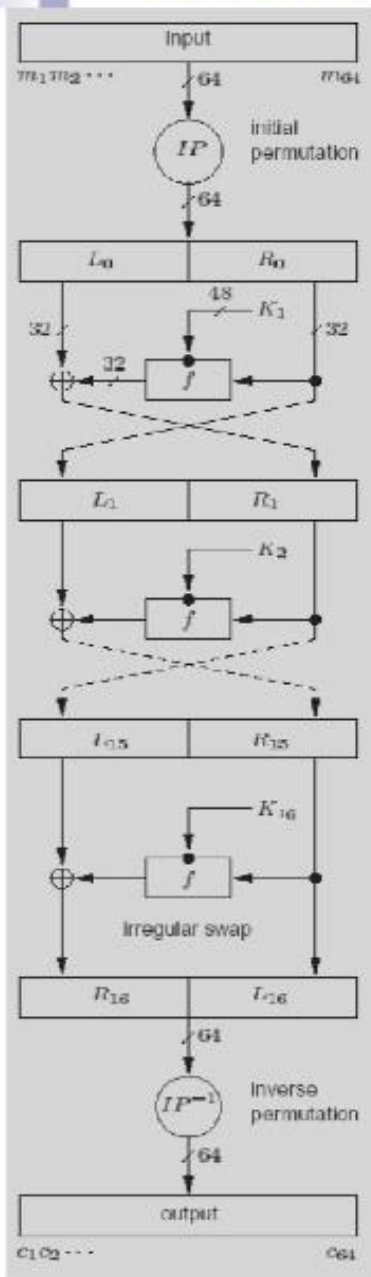 input
m₁m₂··· 64 m₆₄
IP
initial
permutation
64
L₀ R₀
48 K₁
32 32
32
f
L₁ R₁
K₂
f
L₁₅ R₁₅
K₁₆
f
irregular swap
R₁₆ L₁₆
64
IP⁻¹
inverse
permutation
64
output
c₁c₂··· c₆₄